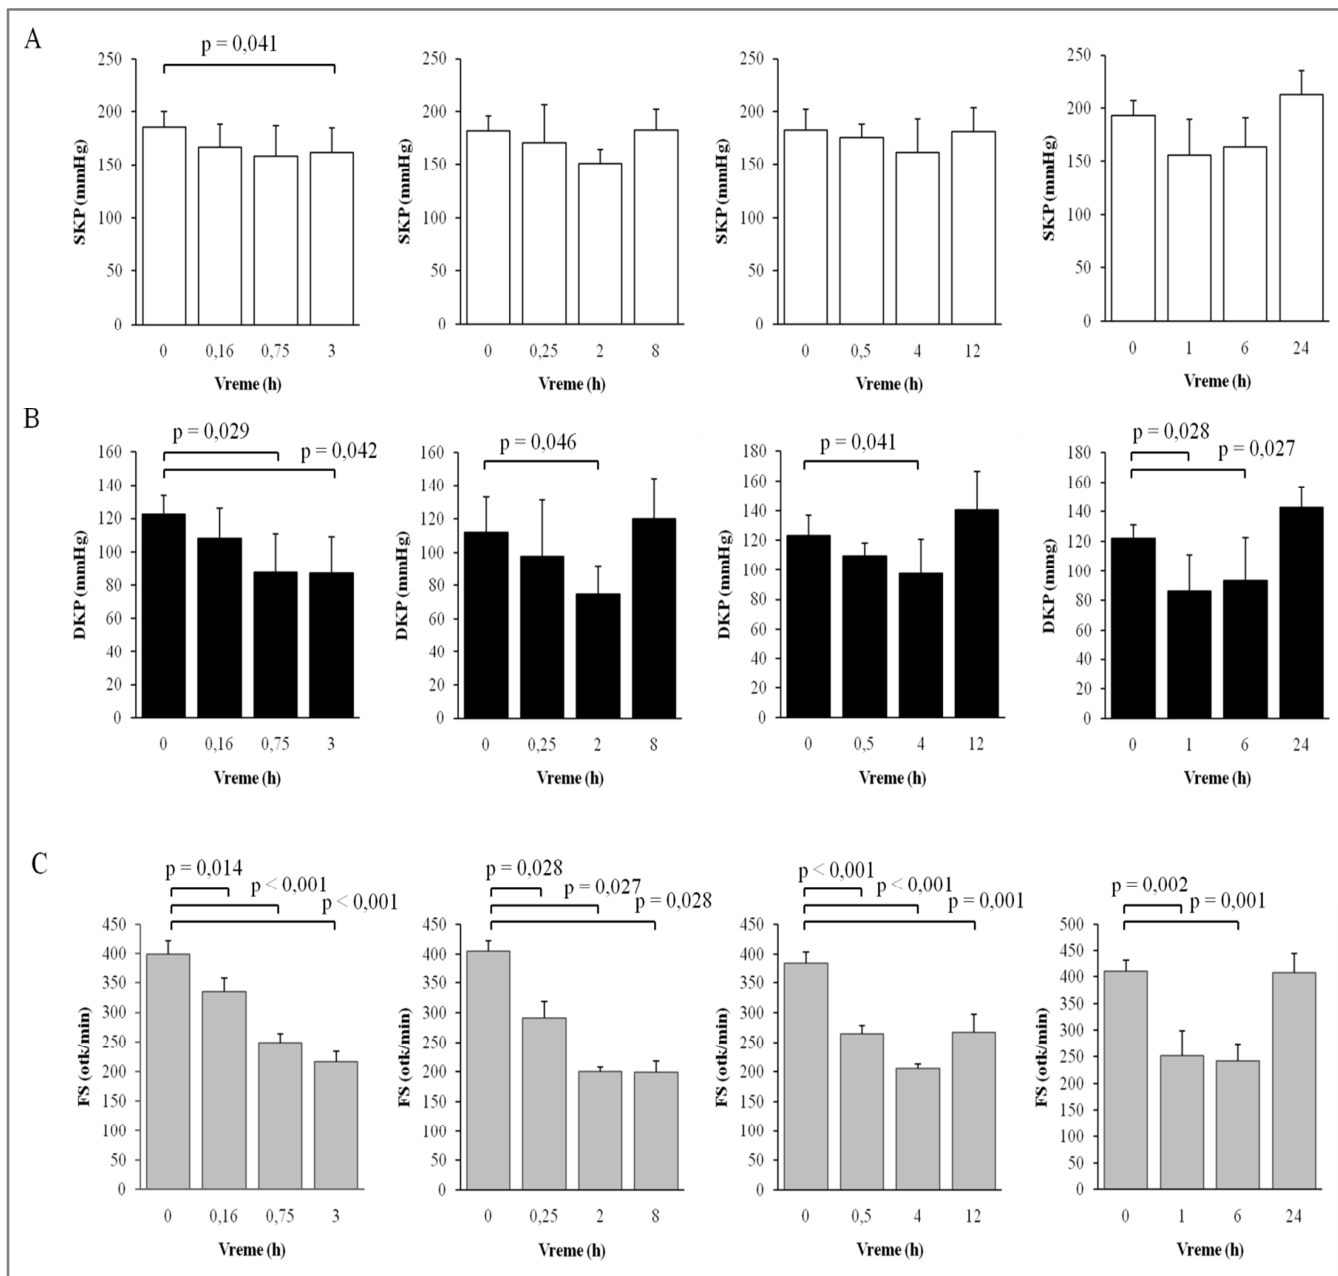 A
p = 0,041
250
200
150
100
50
0
SKP (mmHg)
0 0,16 0,75 3
Vreme (h)
250
200
150
100
50
0
SKP (mmHg)
0 0,25 2 8
Vreme (h)
250
200
150
100
50
0
SKP (mmHg)
0 0,5 4 12
Vreme (h)
250
200
150
100
50
0
SKP (mmHg)
0 1 6 24
Vreme (h)
B
p = 0,029
p = 0,042
160
140
120
100
80
60
40
20
0
DKP (mmHg)
0 0,16 0,75 3
Vreme (h)
p = 0,046
160
140
120
100
80
60
40
20
0
DKP (mmHg)
0 0,25 2 8
Vreme (h)
p = 0,041
180
160
140
120
100
80
60
40
20
0
DKP (mmHg)
0 0,5 4 12
Vreme (h)
p = 0,028
p = 0,027
180
160
140
120
100
80
60
40
20
0
DKP (mmg)
0 1 6 24
Vreme (h)
C
p = 0,014
p < 0,001
p < 0,001
450
400
350
300
250
200
150
100
50
0
FS (otk/min)
0 0,16 0,75 3
Vreme (h)
p = 0,028
p = 0,027
p = 0,028
450
400
350
300
250
200
150
100
50
0
FS (otk/min)
0 0,25 2 8
Vreme (h)
p < 0,001
p < 0,001
p = 0,001
450
400
350
300
250
200
150
100
50
0
FS (otk/min)
0 0,5 4 12
Vreme (h)
p = 0,002
p = 0,001
500
450
400
350
300
250
200
150
100
50
0
FS (otk/min)
0 1 6 24
Vreme (h)